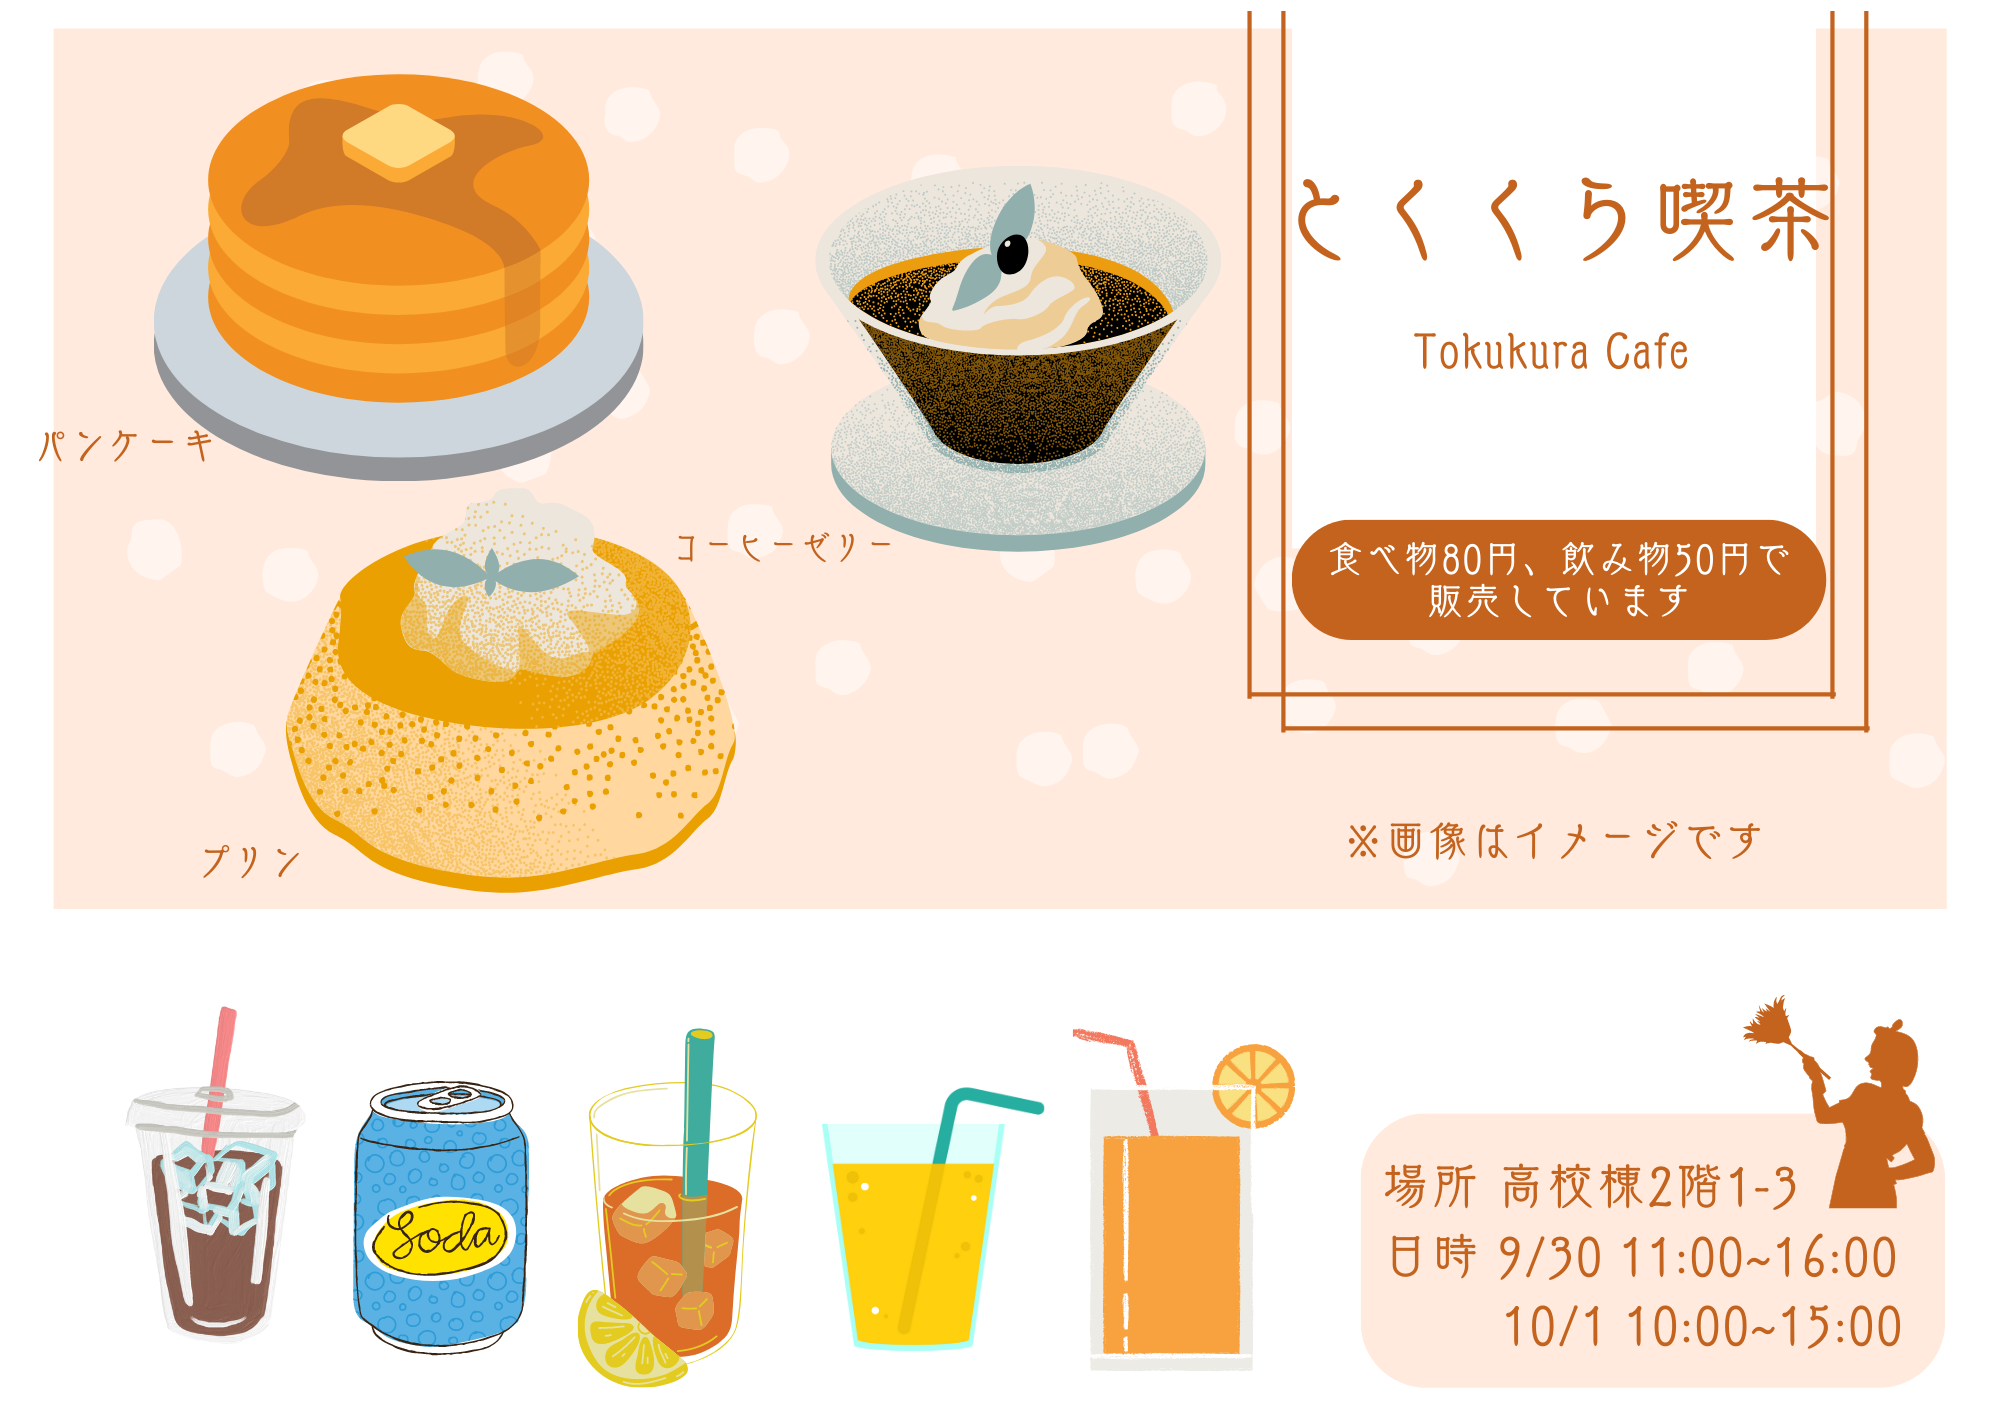 とくくら喫茶
Tokukura Cafe
パンケーキ
コーヒーゼリー
食べ物80円、飲み物50円で
販売しています
プリン
※画像はイメージです
Soda
場所 高校棟2階1-3
日時 9/30 11:00~16:00
10/1 10:00~15:00